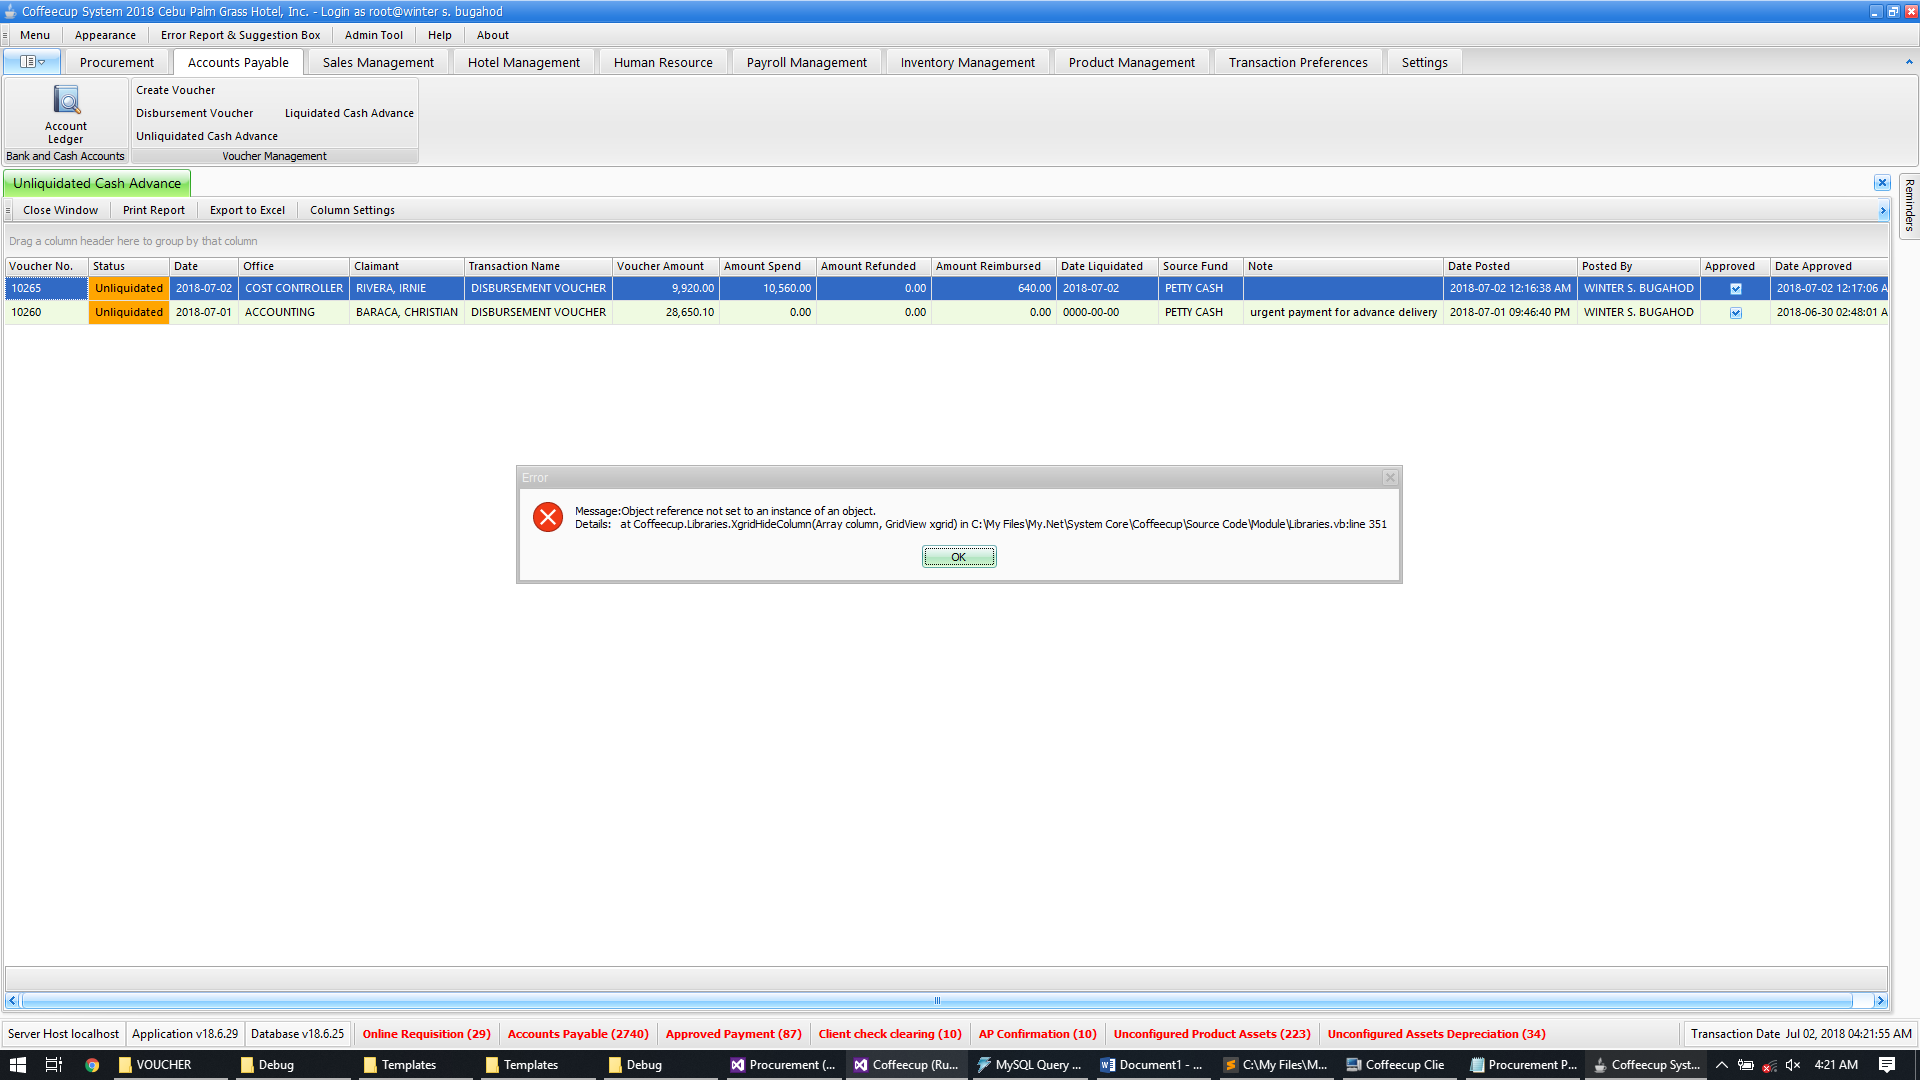 Coffeecup System 2018 Cebu Palm Grass Hotel, Inc. - Login as root@winter s. bugahod
Menu Appearance Error Report & Suggestion Box Admin Tool Help About
Procurement Accounts Payable Sales Management Hotel Management Human Resource Payroll Management Inventory Management Product Management Transaction Preferences Settings
Create Voucher
Disbursement Voucher Liquidated Cash Advance
Account
Ledger
Unliquidated Cash Advance
Bank and Cash Accounts Voucher Management
Unliquidated Cash Advance
Reminders
Close Window Print Report Export to Excel Column Settings
Drag a column header here to group by that column
Voucher No. Status Date Office Claimant Transaction Name Voucher Amount Amount Spend Amount Refunded Amount Reimbursed Date Liquidated Source Fund Note Date Posted Posted By Approved Date Approved
10265 Unliquidated 2018-07-02 COST CONTROLLER RIVERA, IRNIE DISBURSEMENT VOUCHER 9,920.00 10,560.00 0.00 640.00 2018-07-02 PETTY CASH 2018-07-02 12:16:38 AM WINTER S. BUGAHOD 2018-07-02 12:17:06 A
10260 Unliquidated 2018-07-01 ACCOUNTING BARACA, CHRISTIAN DISBURSEMENT VOUCHER 28,650.10 0.00 0.00 0.00 0000-00-00 PETTY CASH urgent payment for advance delivery 2018-07-01 09:46:40 PM WINTER S. BUGAHOD 2018-06-30 02:48:01 A
Error
Message:Object reference not set to an instance of an object.
Details: at Coffeecup.Libraries.XgridHideColumn(Array column, GridView xgrid) in C:\My Files\My.Net\System Core\Coffeecup\Source Code\Module\Libraries.vb:line 351
OK
Server Host localhost Application v18.6.29 Database v18.6.25 Online Requisition (29) Accounts Payable (2740) Approved Payment (87) Client check clearing (10) AP Confirmation (10) Unconfigured Product Assets (223) Unconfigured Assets Depreciation (34) Transaction Date Jul 02, 2018 04:21:55 AM
VOUCHER Debug Templates Templates Debug Procurement (... Coffeecup (Ru... MySQL Query ... Document1 - ... C:\My Files\M... Coffeecup Clie Procurement P... Coffeecup Syst... 4:21 AM